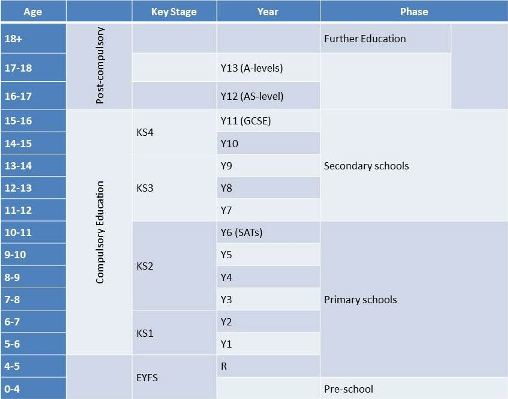 Age Key Stage Year Phase
18+ Further Education
Post-compulsory
17-18 Y13 (A-levels)
16-17 Y12 (AS-level)
15-16 Y11 (GCSE)
KS4
14-15 Y10
13-14 Y9
Compulsory Education
12-13 KS3 Y8
Secondary schools
11-12 Y7
10-11 Y6 (SATs)
9-10 Y5
KS2
8-9 Y4
7-8 Y3 Primary schools
6-7 Y2
KS1
5-6 Y1
4-5 R
EYFS
0-4 Pre-school